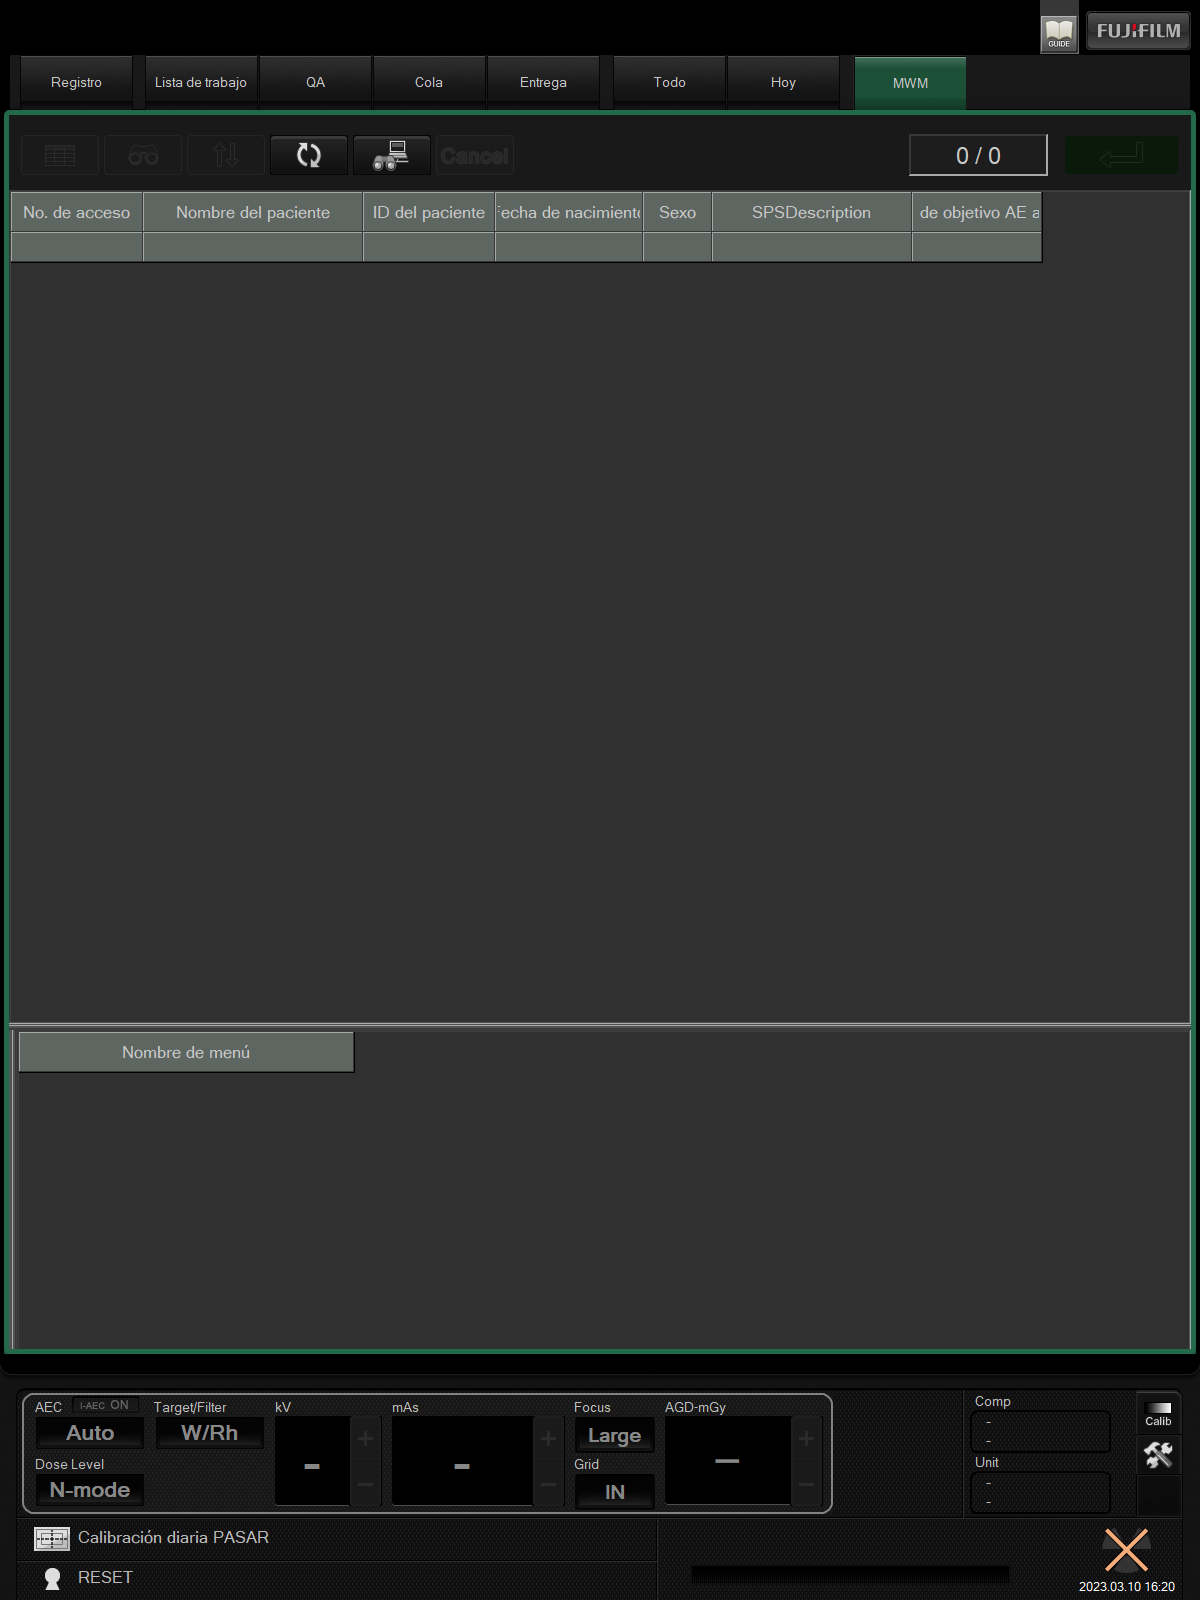 GUIDE
FUJIFILM
Registro
Lista de trabajo
QA
Cola
Entrega
Todo
Hoy
MWM
Cancel
0 / 0
No. de acceso
Nombre del paciente
ID del paciente
echa de nacimient
Sexo
SPSDescription
de objetivo AE a
Nombre de menú
AEC
I-AEC ON
Target/Filter
kV
mAs
Focus
AGD-mGy
Auto
W/Rh
-
-
Large
-
Dose Level
Grid
N-mode
IN
Comp
-
-
Unit
-
-
Calib
Calibración diaria PASAR
RESET
2023.03.10 16:20